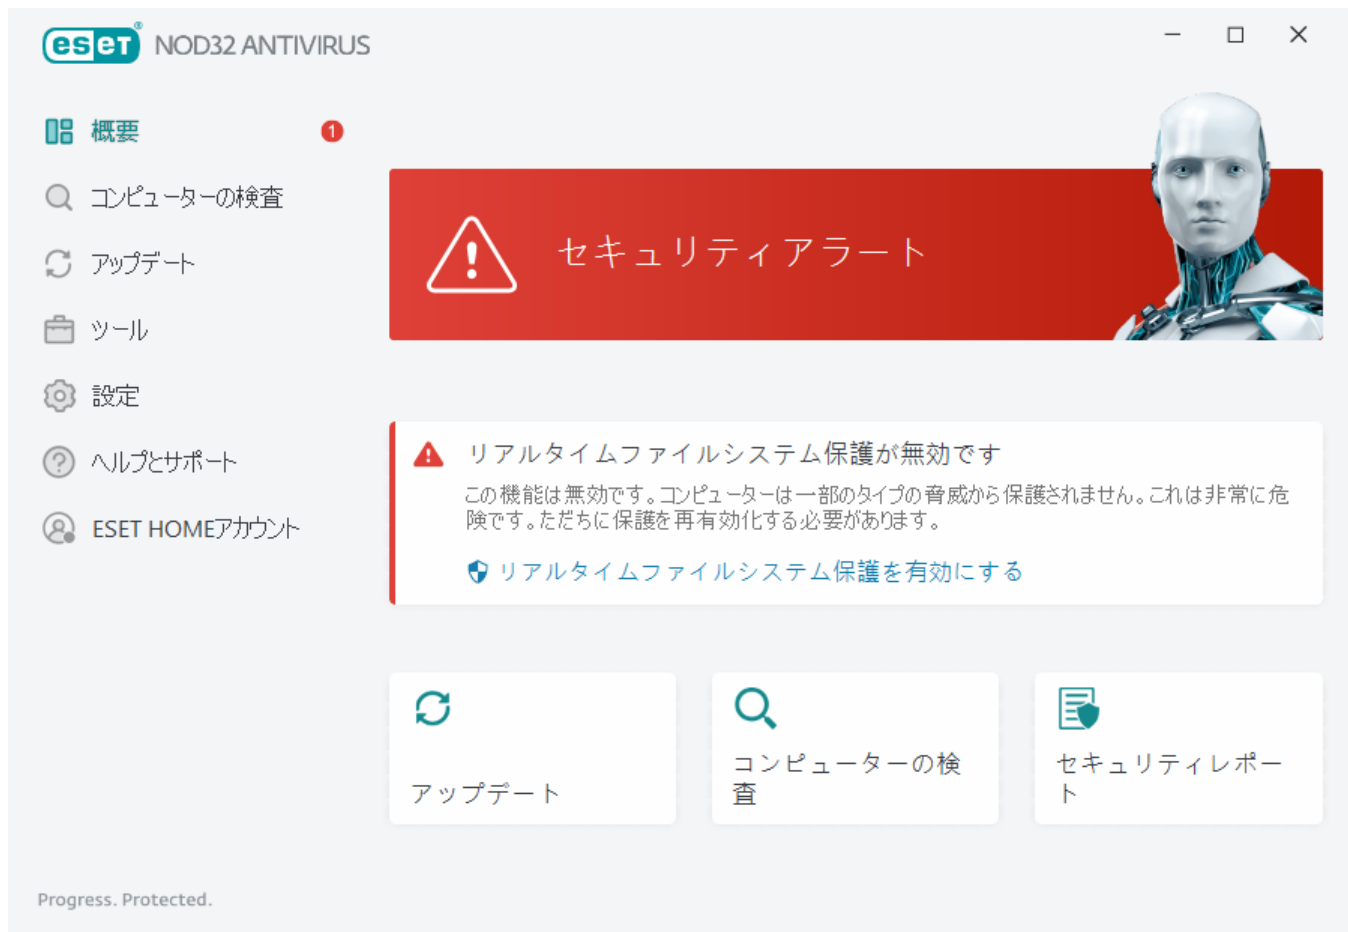 eset® NOD32 ANTIVIRUS
概要
1
コンピューターの検査
アップデート
ツール
設定
ヘルプとサポート
ESET HOMEアカウント
セキュリティアラート
リアルタイムファイルシステム保護が無効です
この機能は無効です。コンピューターは一部のタイプの脅威から保護されません。これは非常に危
険です。ただちに保護を再有効化する必要があります。
リアルタイムファイルシステム保護を有効にする
アップデート
コンピューターの検
査
セキュリティレポー
ト
Progress. Protected.